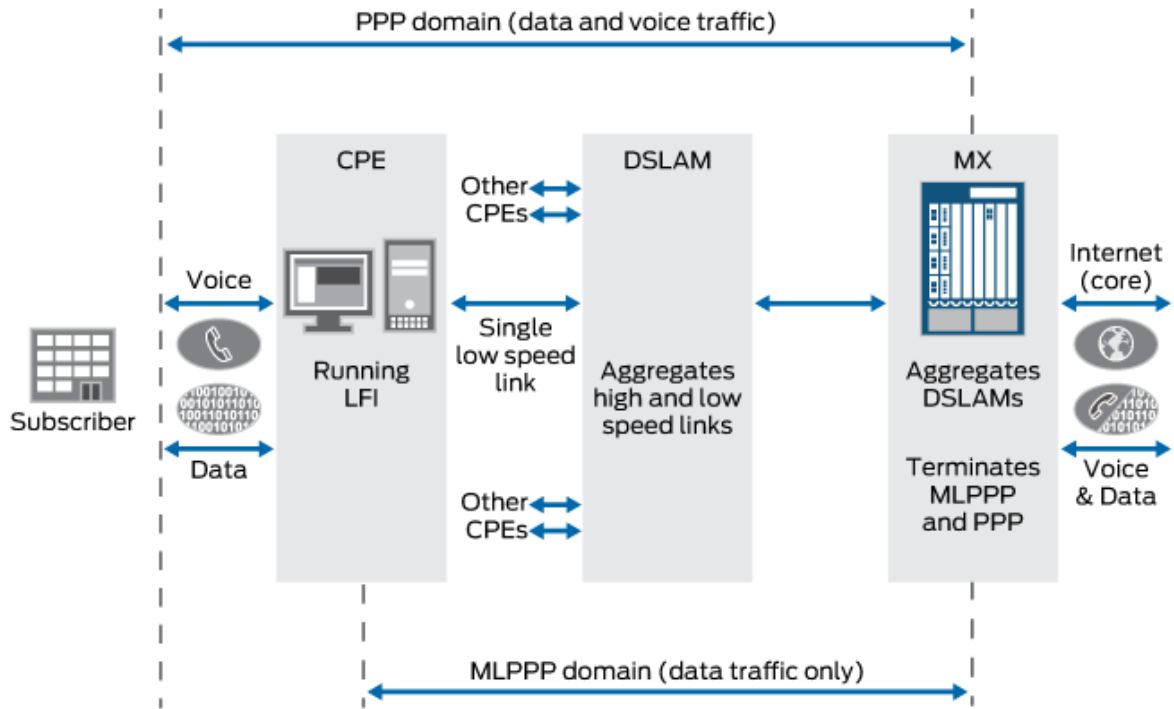 PPP domain (data and voice traffic)
CPE
DSLAM
MX
Other
CPEs
Voice
Internet
(core)
Single
low speed
link
Running
LFI
Aggregates
high and low
speed links
Aggregates
DSLAMs
Subscriber
Data
Terminates
MLPPP
and PPP
Voice
& Data
Other
CPEs
MLPPP domain (data traffic only)